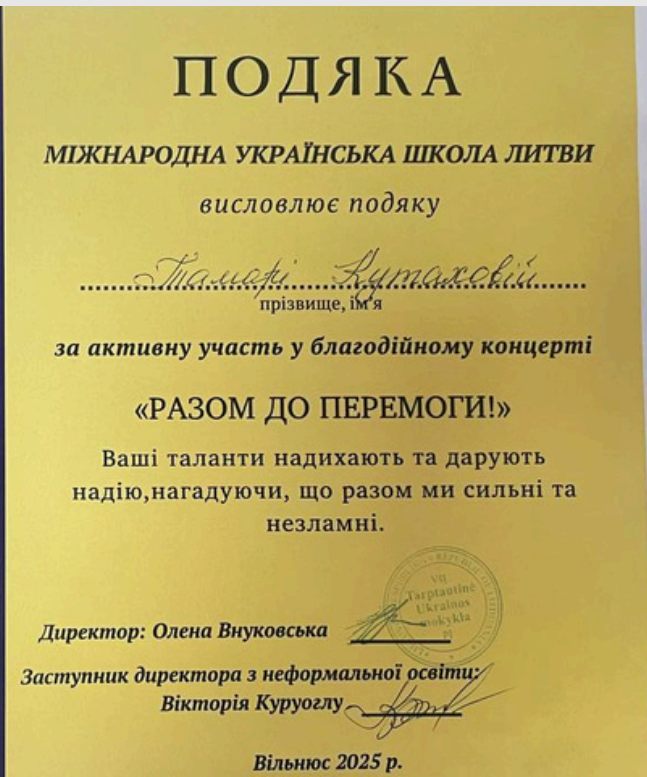 ПОДЯКА
МІЖНАРОДНА УКРАЇНСЬКА ШКОЛА ЛИТВИ
висловлює подяку
Тамарі Кутаховій
прізвище, ім'я
за активну участь у благодійному концерті
«РАЗОМ ДО ПЕРЕМОГИ!»
Ваші таланти надихають та дарують
надію,нагадуючи, що разом ми сильні та
незламні.
VIĮ
Tarptautinė
Ukrainos
mokykla
Директор: Олена Внуковська
Заступник директора з неформальної освіти:
Вікторія Куруоглу
Вільнюс 2025 р.